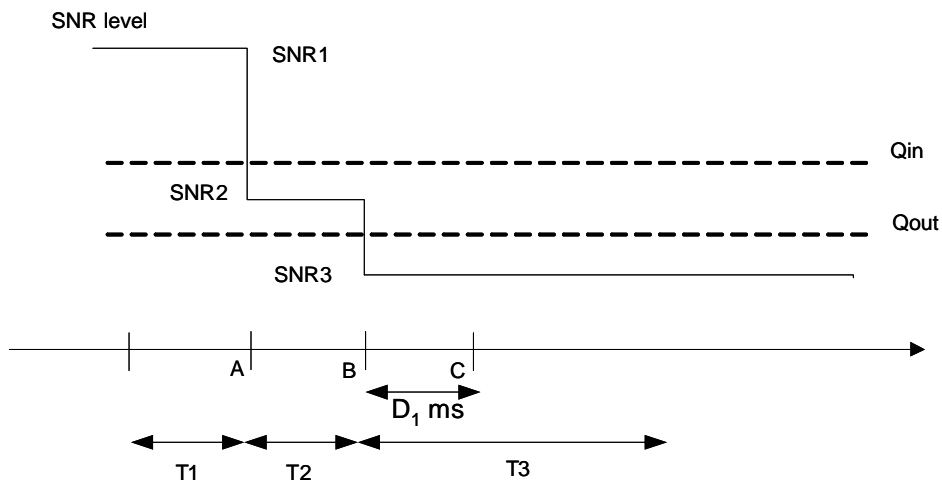 SNR level
SNR1
Qin
SNR2
Qout
SNR3
A
B
C
D₁ ms
T1
T2
T3